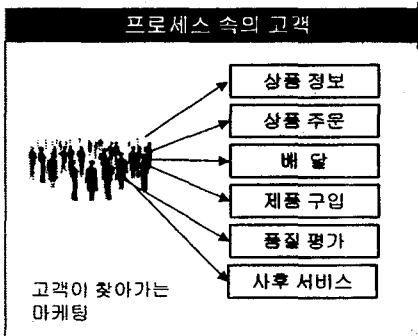 프로세스 속의 고객
상품 정보
상품 주문
배 달
제품 구입
품질 평가
사후 서비스
고객이 찾아가는
마케팅